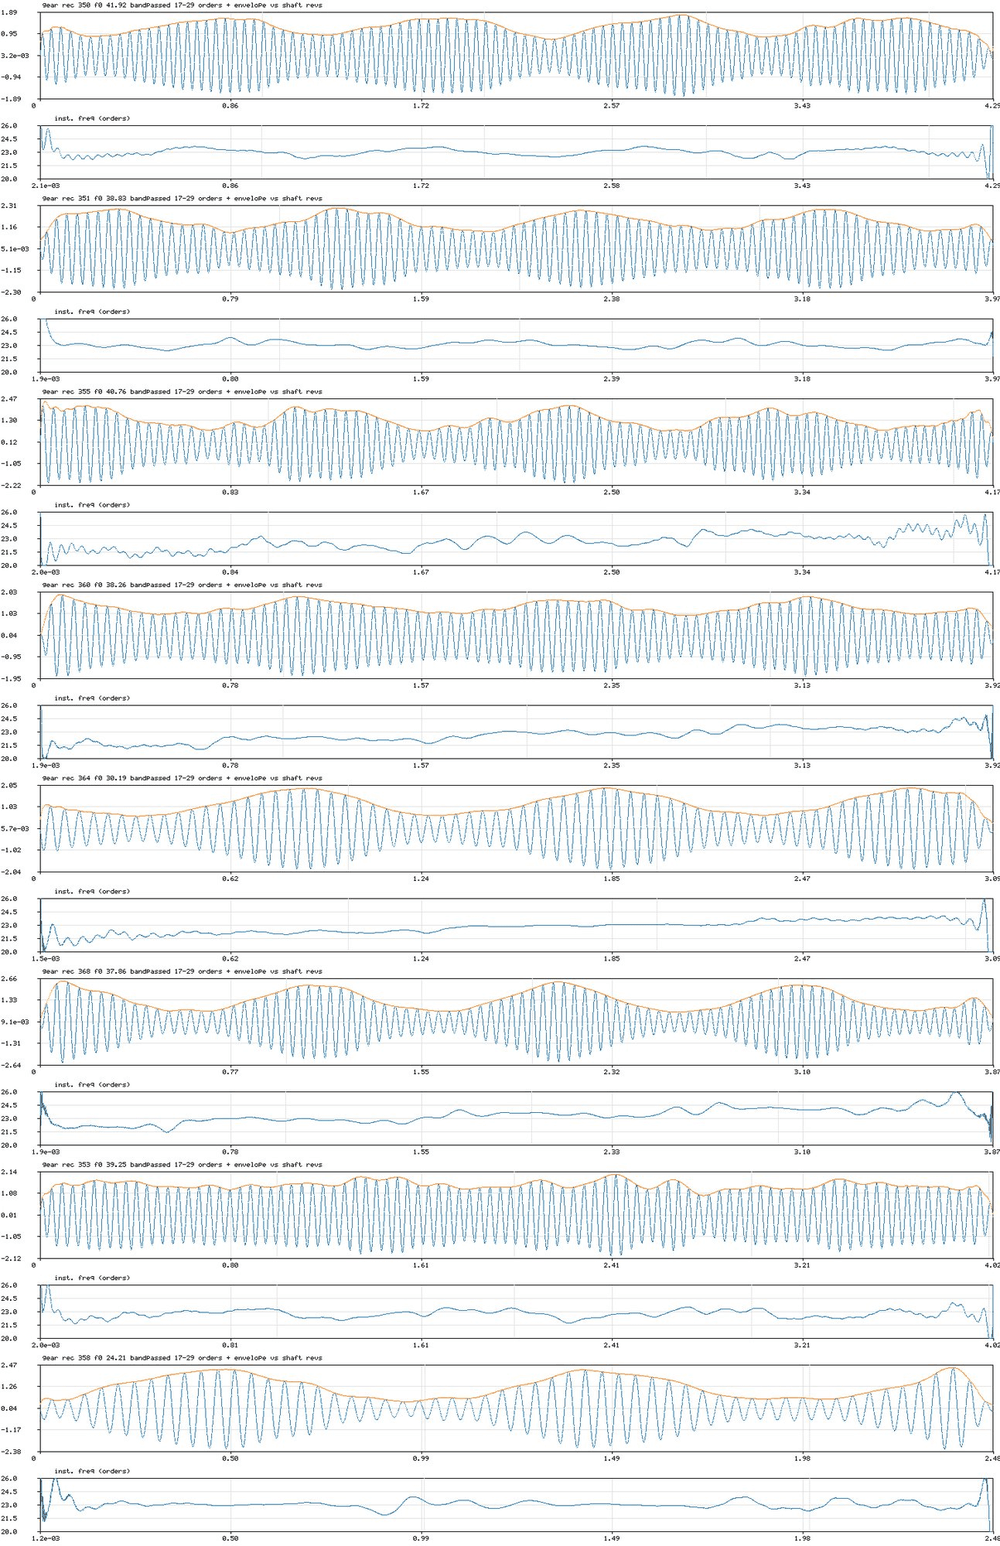 gear rec 350 f0 41.92 bandpassed 17-29 orders + envelope vs shaft revs
1.89
0.95
3.2e-03
-0.94
-1.89
0 0.86 1.72 2.57 3.43 4.29
inst. freq (orders)
26.0
24.5
23.0
21.5
20.0
2.1e-03 0.86 1.72 2.58 3.43 4.29
gear rec 351 f0 38.83 bandpassed 17-29 orders + envelope vs shaft revs
2.31
1.16
5.1e-03
-1.15
-2.30
0 0.79 1.59 2.38 3.18 3.97
inst. freq (orders)
26.0
24.5
23.0
21.5
20.0
1.9e-03 0.80 1.59 2.39 3.18 3.97
gear rec 355 f0 40.76 bandpassed 17-29 orders + envelope vs shaft revs
2.47
1.30
0.12
-1.05
-2.22
0 0.83 1.67 2.50 3.34 4.17
inst. freq (orders)
26.0
24.5
23.0
21.5
20.0
2.0e-03 0.84 1.67 2.50 3.34 4.17
gear rec 360 f0 38.26 bandpassed 17-29 orders + envelope vs shaft revs
2.03
1.03
0.04
-0.95
-1.95
0 0.78 1.57 2.35 3.13 3.92
inst. freq (orders)
26.0
24.5
23.0
21.5
20.0
1.9e-03 0.78 1.57 2.35 3.13 3.92
gear rec 364 f0 30.19 bandpassed 17-29 orders + envelope vs shaft revs
2.05
1.03
5.7e-03
-1.02
-2.04
0 0.62 1.24 1.85 2.47 3.09
inst. freq (orders)
26.0
24.5
23.0
21.5
20.0
1.5e-03 0.62 1.24 1.85 2.47 3.09
gear rec 368 f0 37.86 bandpassed 17-29 orders + envelope vs shaft revs
2.66
1.33
9.1e-03
-1.31
-2.64
0 0.77 1.55 2.32 3.10 3.87
inst. freq (orders)
26.0
24.5
23.0
21.5
20.0
1.9e-03 0.78 1.55 2.33 3.10 3.87
gear rec 353 f0 39.25 bandpassed 17-29 orders + envelope vs shaft revs
2.14
1.08
0.01
-1.05
-2.12
0 0.80 1.61 2.41 3.21 4.02
inst. freq (orders)
26.0
24.5
23.0
21.5
20.0
2.0e-03 0.81 1.61 2.41 3.21 4.02
gear rec 358 f0 24.21 bandpassed 17-29 orders + envelope vs shaft revs
2.47
1.26
0.04
-1.17
-2.38
0 0.50 0.99 1.49 1.98 2.48
inst. freq (orders)
26.0
24.5
23.0
21.5
20.0
1.2e-03 0.50 0.99 1.49 1.98 2.48